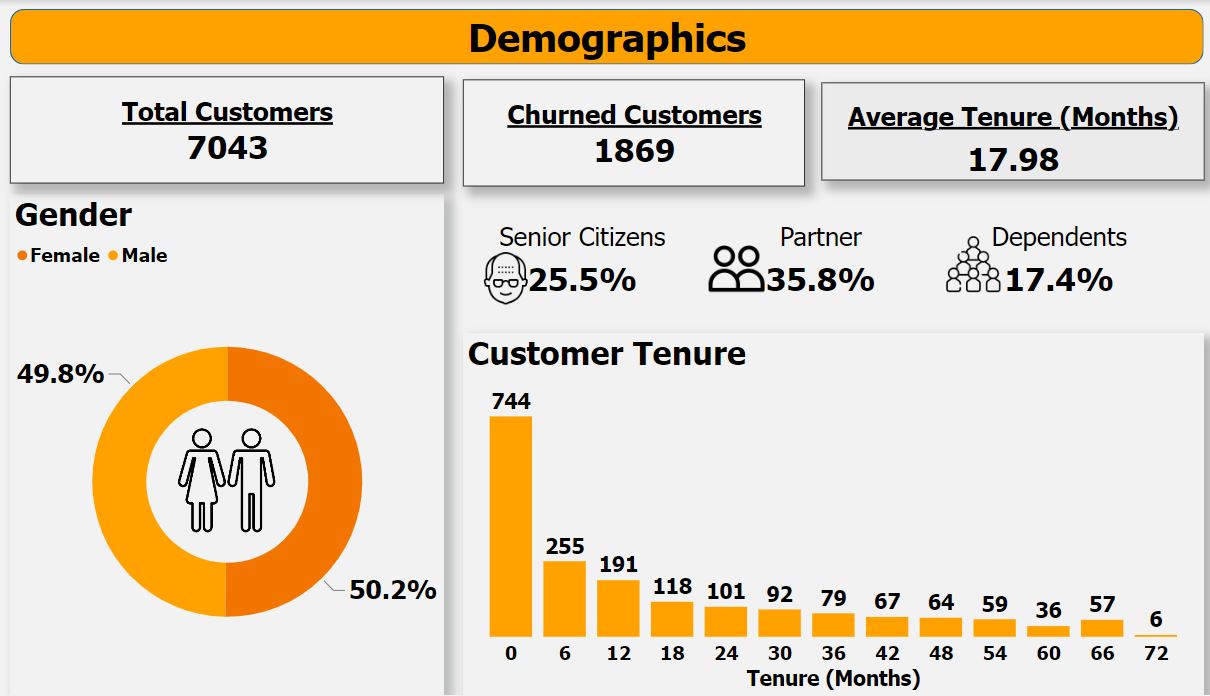 Demographics
Total Customers
7043
Churned Customers
1869
Average Tenure (Months)
17.98
Gender
Female Male
49.8%
50.2%
Senior Citizens
25.5%
Partner
35.8%
Dependents
17.4%
Customer Tenure
744
255
191
118
101
92
79
67
64
59
36
57
6
0 6 12 18 24 30 36 42 48 54 60 66 72
Tenure (Months)